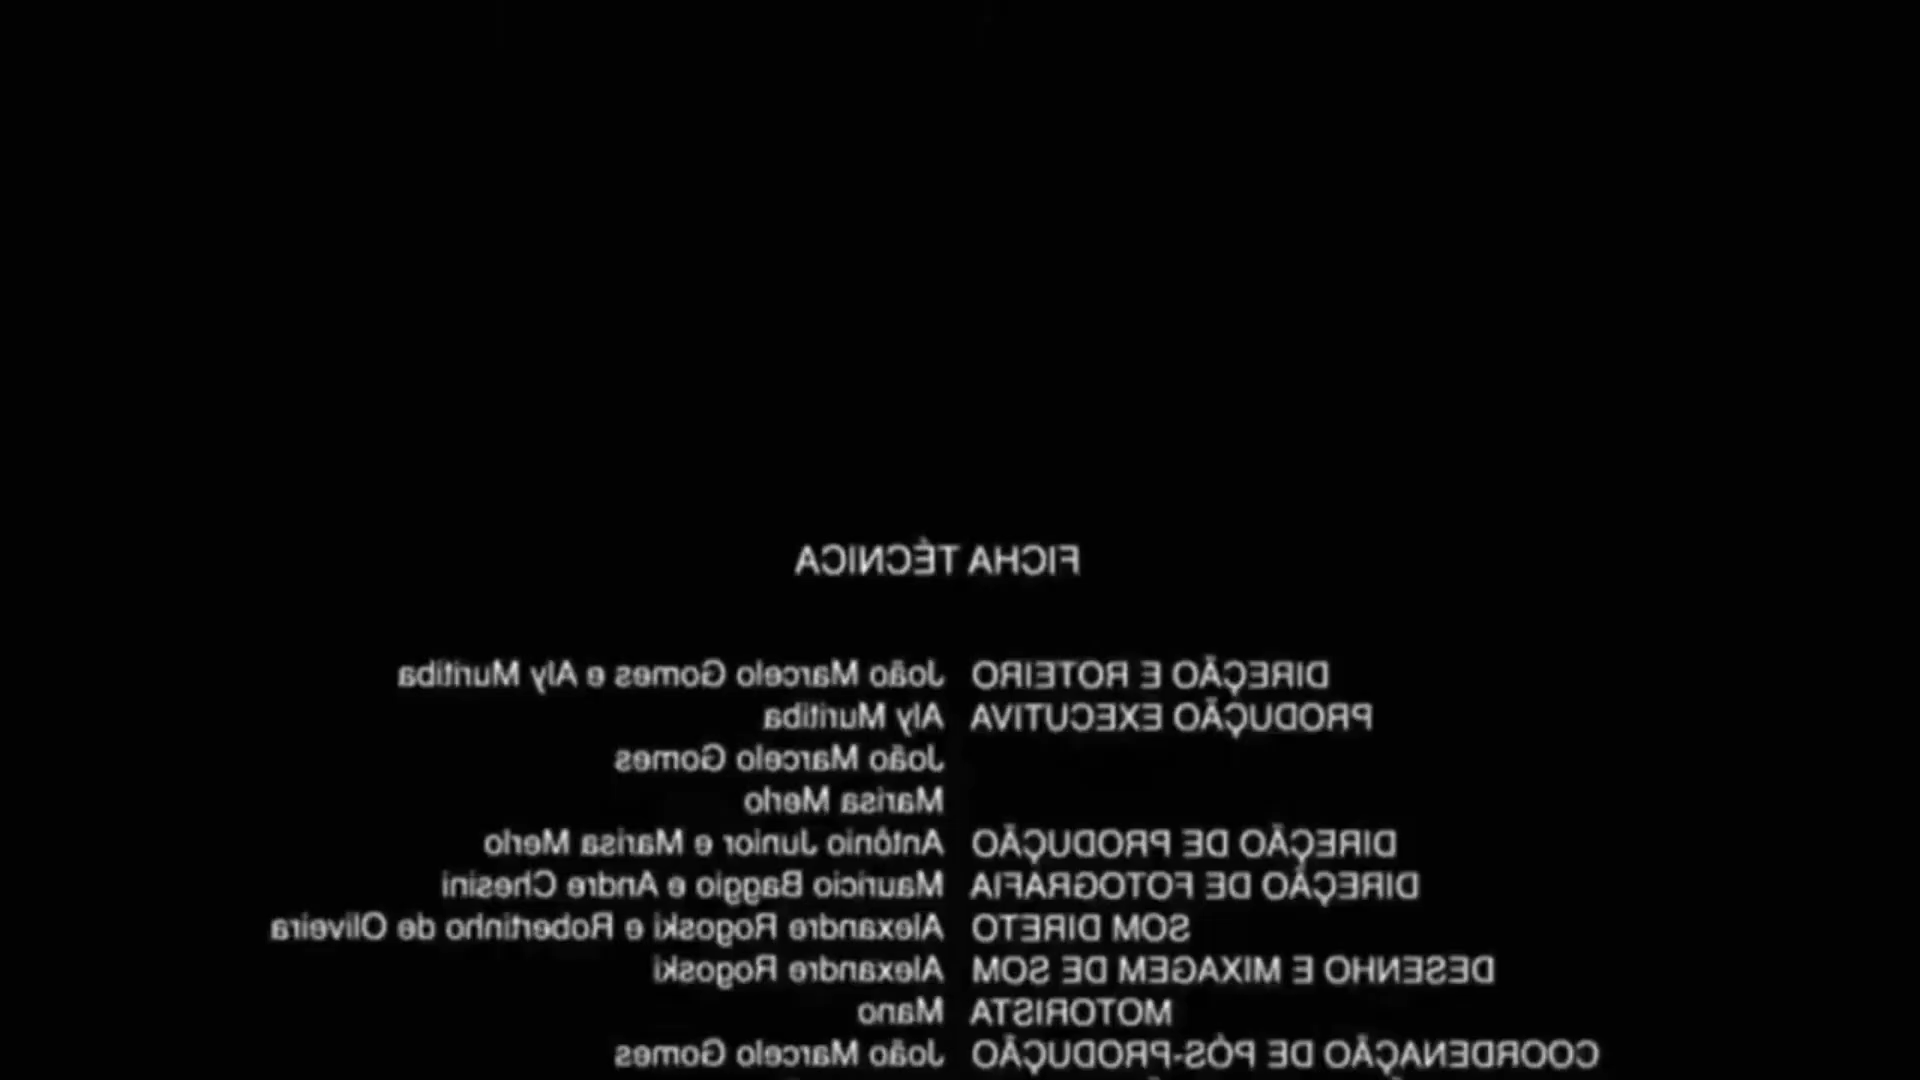 FICHA TÉCNICA
DIREÇÃO E ROTEIRO João Marcelo Gomes e Aly Muritiba
PRODUÇÃO EXECUTIVA Aly Muritiba
João Marcelo Gomes
Marisa Merlo
DIREÇÃO DE PRODUÇÃO Antônio Junior e Marisa Merlo
DIREÇÃO DE FOTOGRAFIA Mauricio Baggio e Andre Chesini
SOM DIRETO Alexandre Rogoski e Robertinho de Oliveira
DESENHO E MIXAGEM DE SOM Alexandre Rogoski
MOTORISTA Mano
COORDENAÇÃO DE PÓS-PRODUÇÃO João Marcelo Gomes